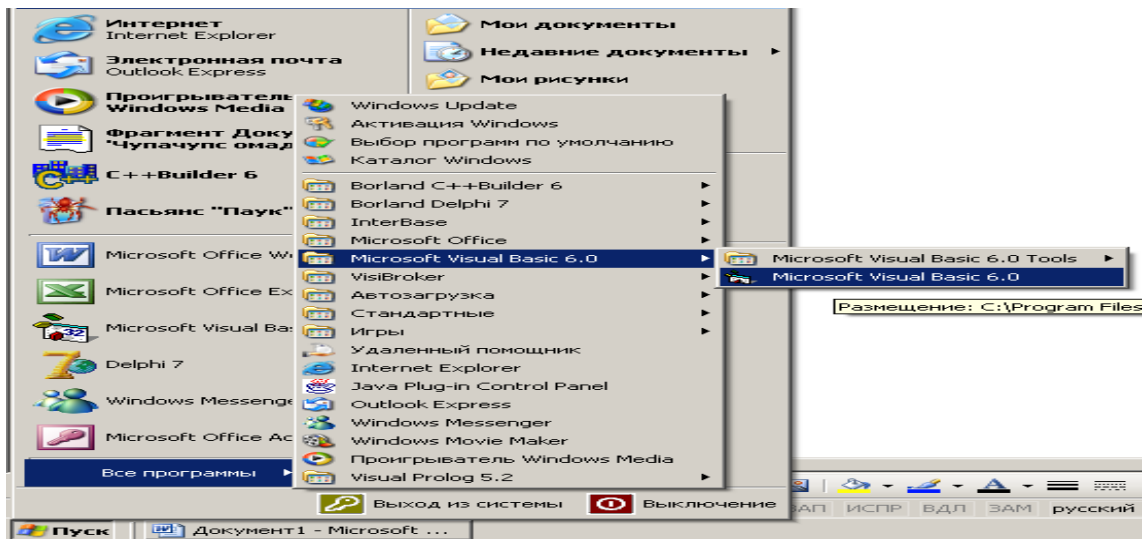 Интернет
Internet Explorer
Электронная почта
Outlook Express
Проигрыватель
Windows Media
Фрагмент Доку
"Чупачупс омад
C++Builder 6
Пасьянс "Паук"
Microsoft Office W
Microsoft Office Ex
Microsoft Visual Ba
Delphi 7
Windows Messenge
Microsoft Office Ac
Все программы
Мои документы
Недавние документы
Мои рисунки
Windows Update
Активация Windows
Выбор программ по умолчанию
Каталог Windows
Borland C++Builder 6
Borland Delphi 7
InterBase
Microsoft Office
Microsoft Visual Basic 6.0
VisiBroker
Автозагрузка
Стандартные
Игры
Удаленный помощник
Internet Explorer
Java Plug-in Control Panel
Outlook Express
Windows Messenger
Windows Movie Maker
Проигрыватель Windows Media
Visual Prolog 5.2
Microsoft Visual Basic 6.0 Tools
Microsoft Visual Basic 6.0
Размещение: C:\Program Files
Выход из системы
Выключение
ЗАП ИСПР ВДЛ ЗАМ русский
Пуск
Документ1 - Microsoft ...